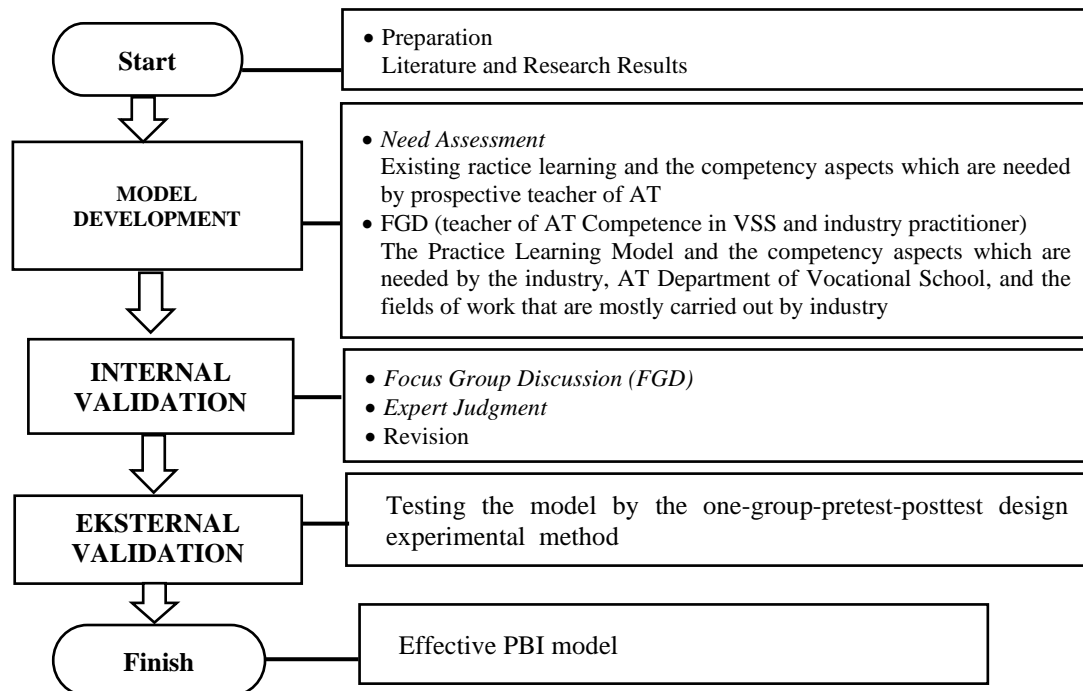 Start
• Preparation
Literature and Research Results
MODEL
DEVELOPMENT
• Need Assessment
Existing ractice learning and the competency aspects which are needed
by prospective teacher of AT
• FGD (teacher of AT Competence in VSS and industry practitioner)
The Practice Learning Model and the competency aspects which are
needed by the industry, AT Department of Vocational School, and the
fields of work that are mostly carried out by industry
INTERNAL
VALIDATION
• Focus Group Discussion (FGD)
• Expert Judgment
• Revision
EKSTERNAL
VALIDATION
Testing the model by the one-group-pretest-posttest design
experimental method
Finish
Effective PBI model